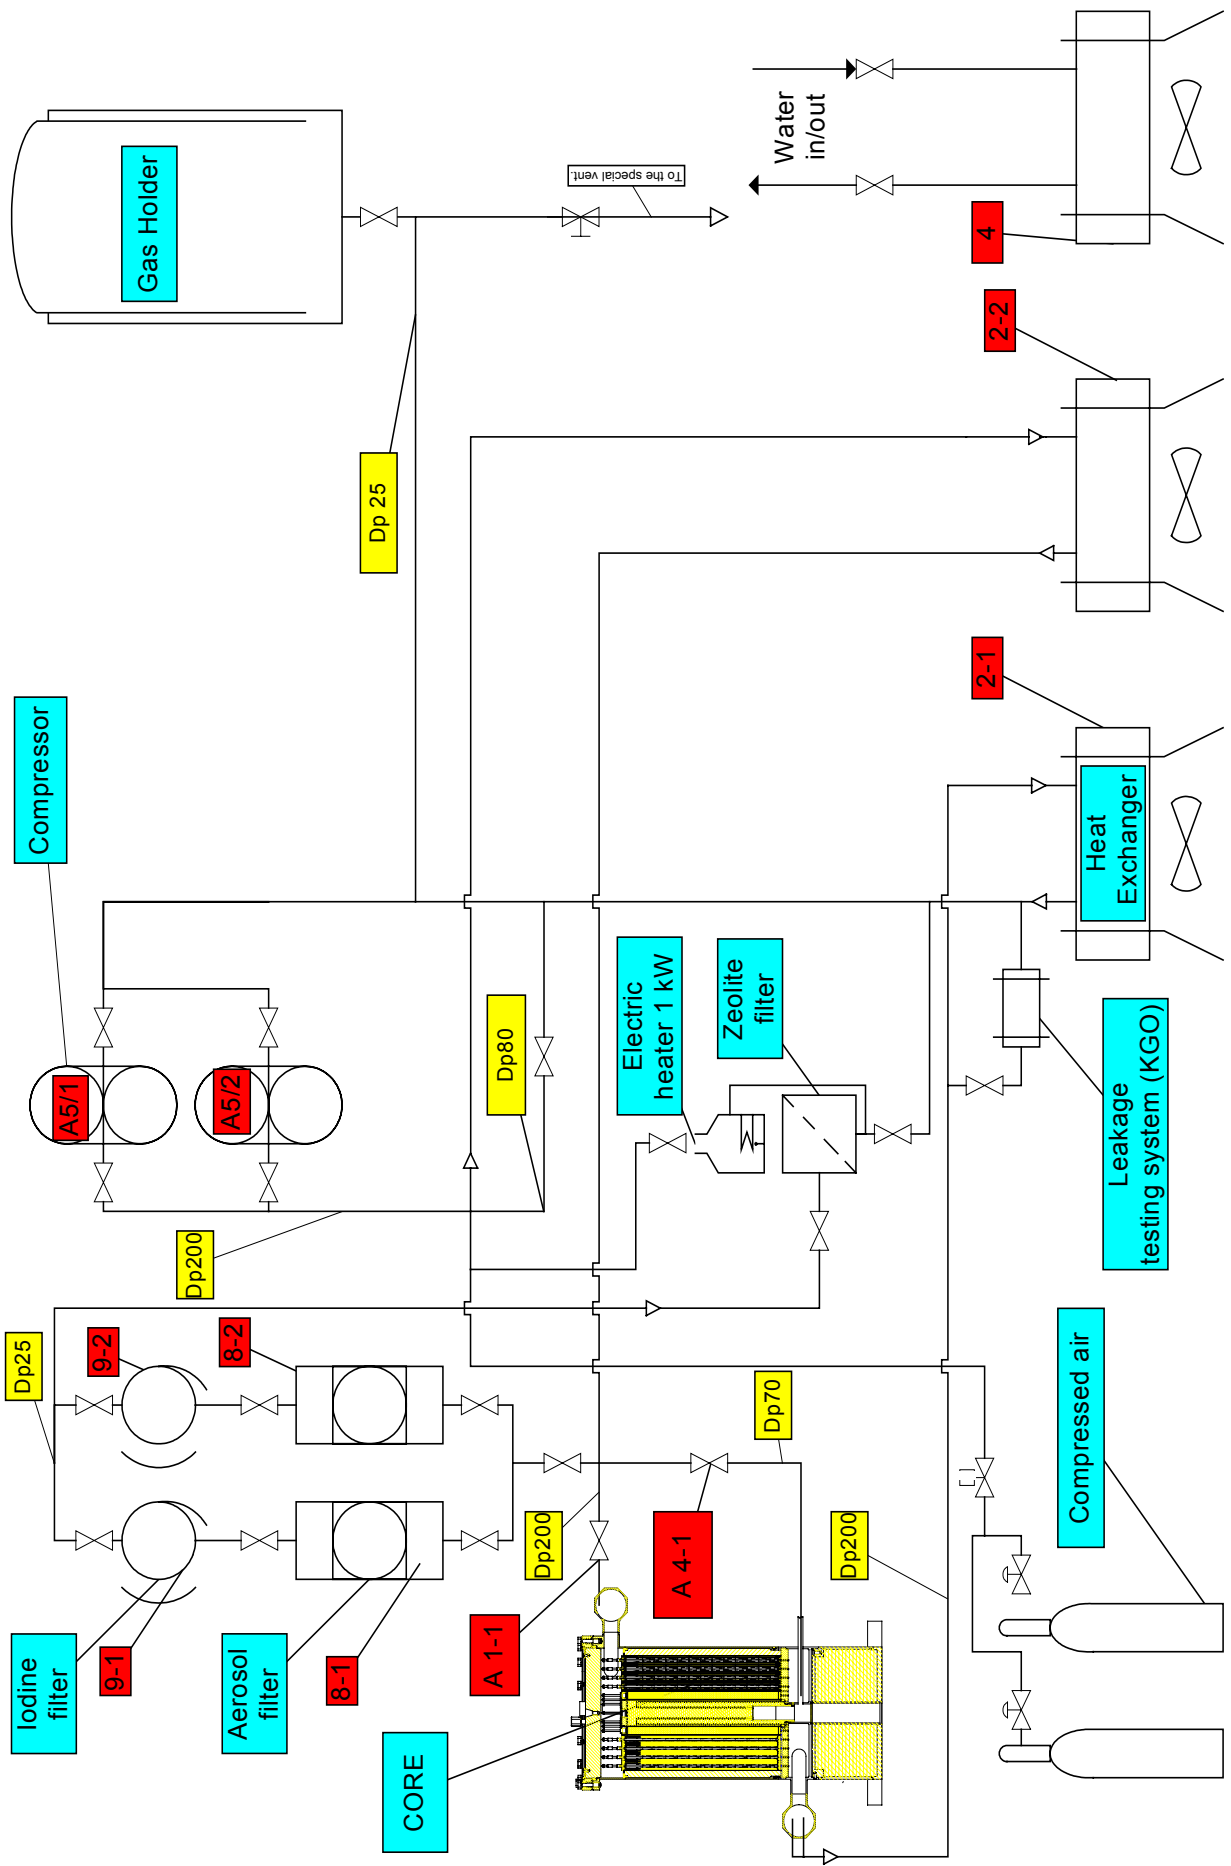 Iodine
filter
9-1
Dp25
9-2
Aerosol
filter
8-1
8-2
Dp200
Compressor
A5/1
A5/2
Dp80
Dp 25
Gas Holder
To the special vent.
Water
in/out
CORE
A 1-1
Dp200
A 4-1
Dp70
Electric
heater 1 kW
Zeolite
filter
Dp200
Compressed air
Leakage
testing system (KGO)
Heat
Exchanger
2-1
2-2
4